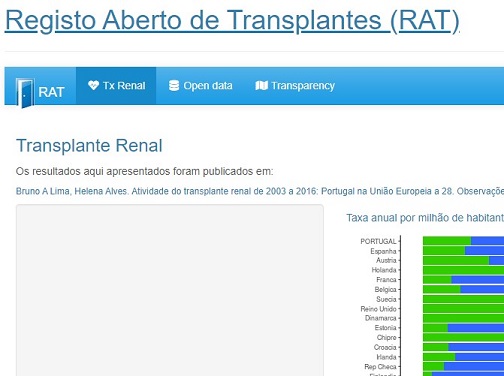 Registo Aberto de Transplantes (RAT)
RAT
Tx Renal
Open data
Transparency
Transplante Renal
Os resultados aqui apresentados foram publicados em:
Bruno A Lima, Helena Alves. Atividade do transplante renal de 2003 a 2016: Portugal na União Europeia a 28. Observaçõe
Taxa anual por milhão de habitant
PORTUGAL
Espanha
Áustria
Holanda
Franca
Belgica
Suecia
Reino Unido
Dinamarca
Estonia
Chipre
Croacia
Irlanda
Rep Checa